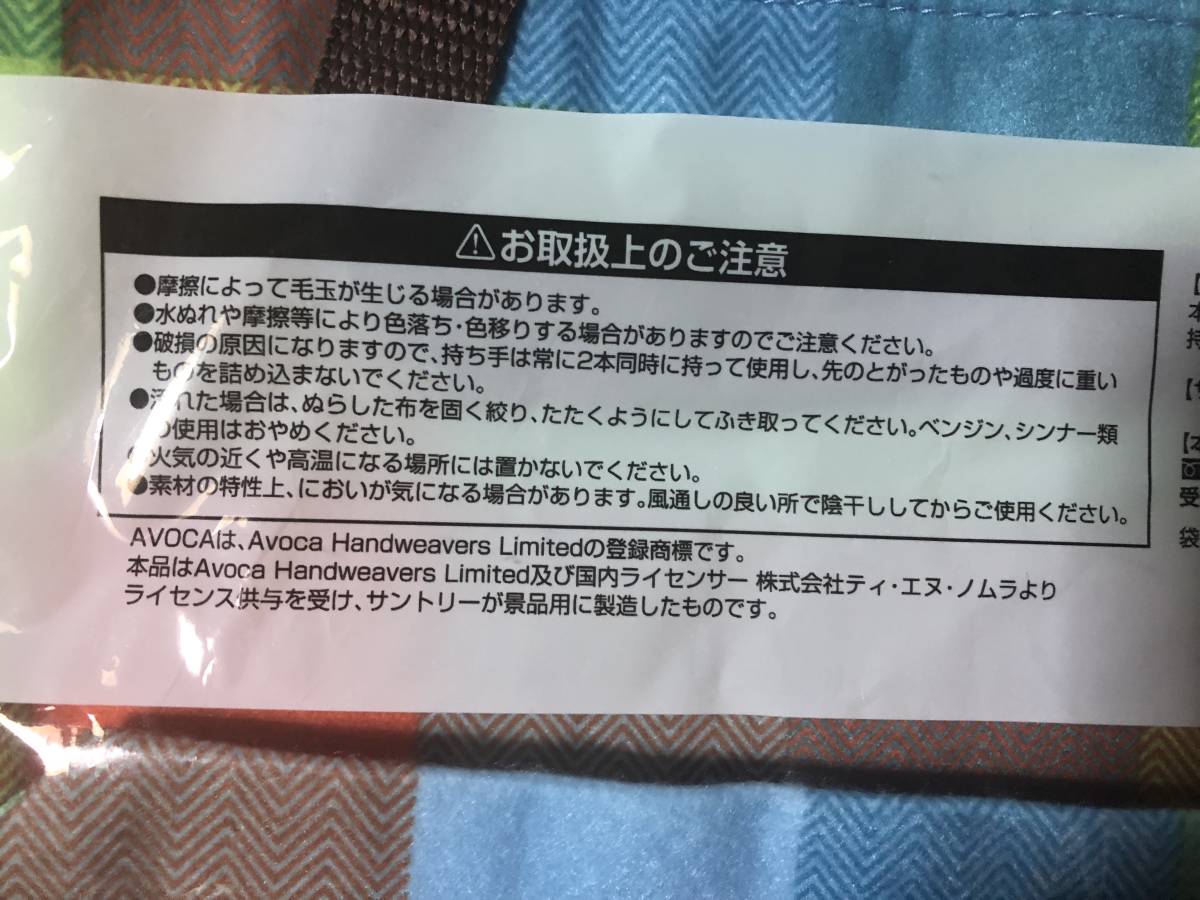 ⚠お取扱上のご注意
●摩擦によって毛玉が生じる場合があります。
●水ぬれや摩擦等により色落ち・色移りする場合がありますのでご注意ください。
●破損の原因になりますので、持ち手は常に2本同時に持って使用し、先のとがったものや過度に重い
ものを詰め込まないでください。
●汚れた場合は、ぬらした布を固く絞り、たたくようにしてふき取ってください。ベンジン、シンナー類
の使用はおやめください。
●火気の近くや高温になる場所には置かないでください。
●素材の特性上、においが気になる場合があります。風通しの良い所で陰干ししてからご使用ください。
AVOCAは、Avoca Handweavers Limitedの登録商標です。
本品はAvoca Handweavers Limited及び国内ライセンサー 株式会社ティ・エヌ・ノムラより
ライセンス供与を受け、サントリーが景品用に製造したものです。
【
本
持
【
【本
受
袋